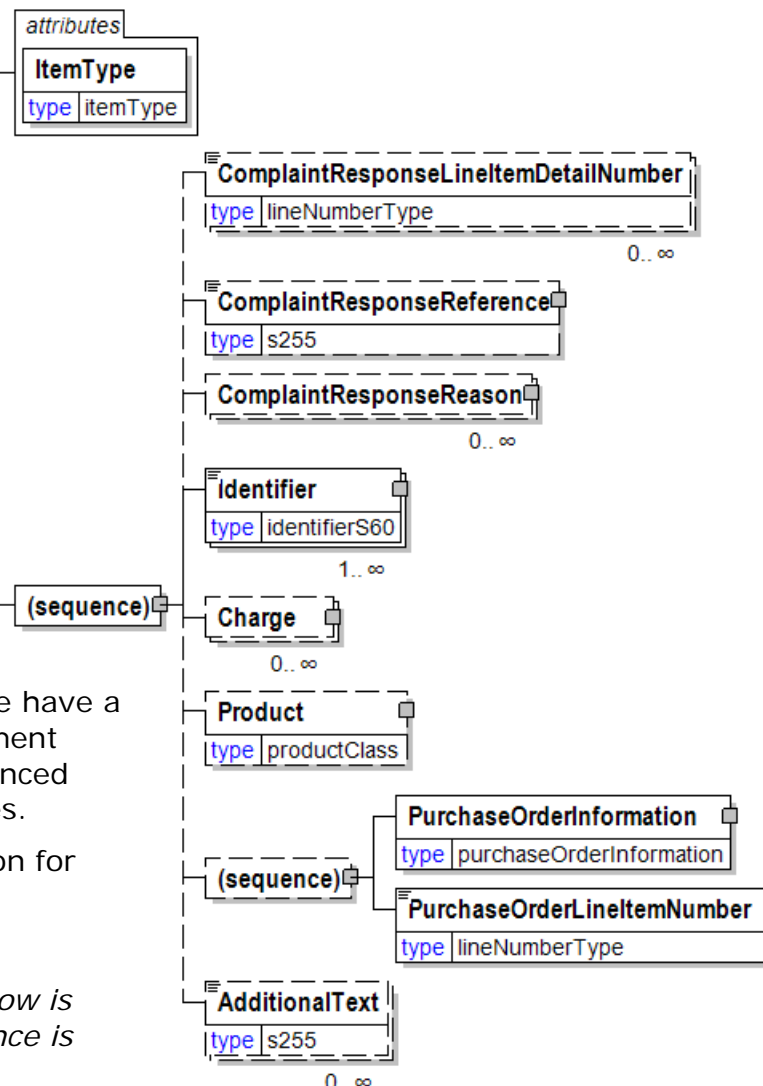 attributes
ItemType
type itemType
ComplaintResponseLineItemDetailNumber
type lineNumberType
0.. ∞
ComplaintResponseReference
type s255
ComplaintResponseReason
0.. ∞
Identifier
type identifierS60
1.. ∞
(sequence)
Charge
0.. ∞
e have a
nent
nced
s.
on for
ow is
nce is
Product
type productClass
(sequence)
PurchaseOrderInformation
type purchaseOrderInformation
PurchaseOrderLineItemNumber
type lineNumberType
AdditionalText
type s255
0.. ∞